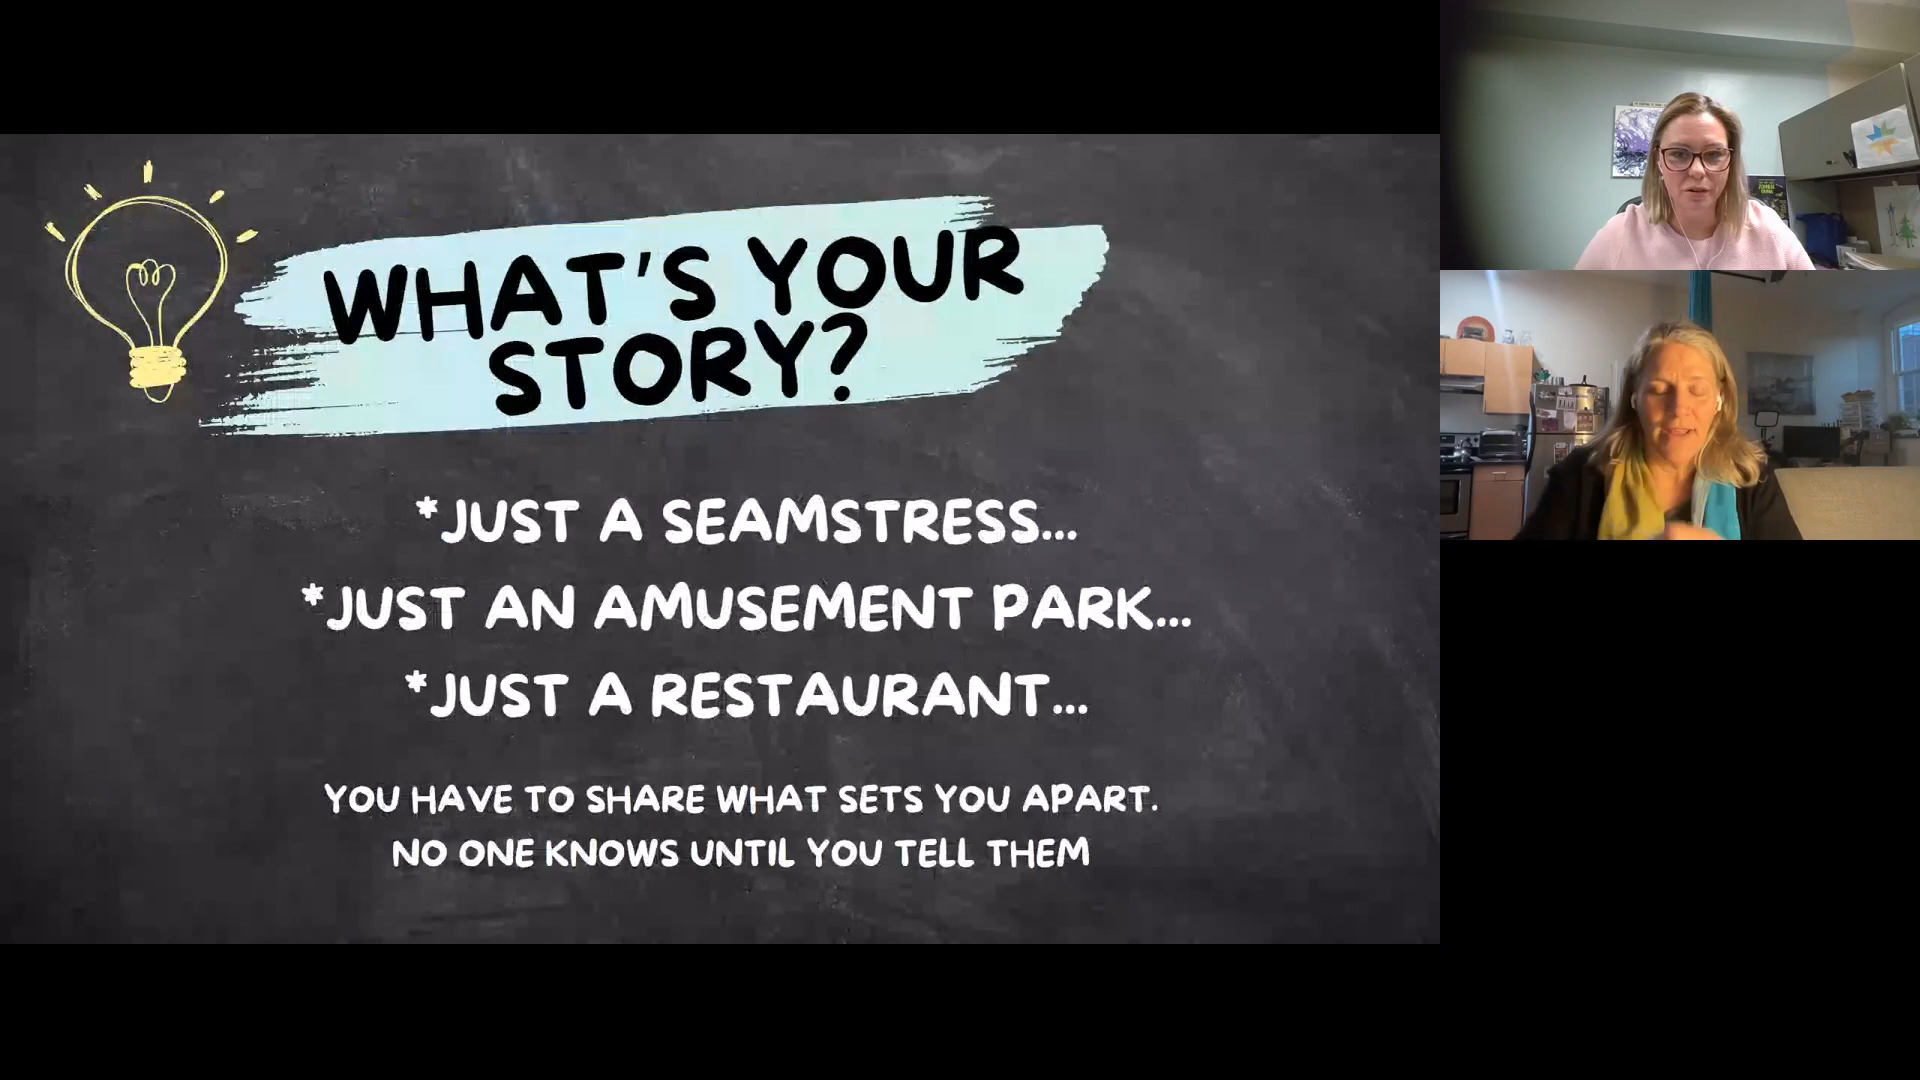 WHAT'S YOUR
STORY?
*JUST A SEAMSTRESS...
*JUST AN AMUSEMENT PARK...
*JUST A RESTAURANT...
YOU HAVE TO SHARE WHAT SETS YOU APART.
NO ONE KNOWS UNTIL YOU TELL THEM